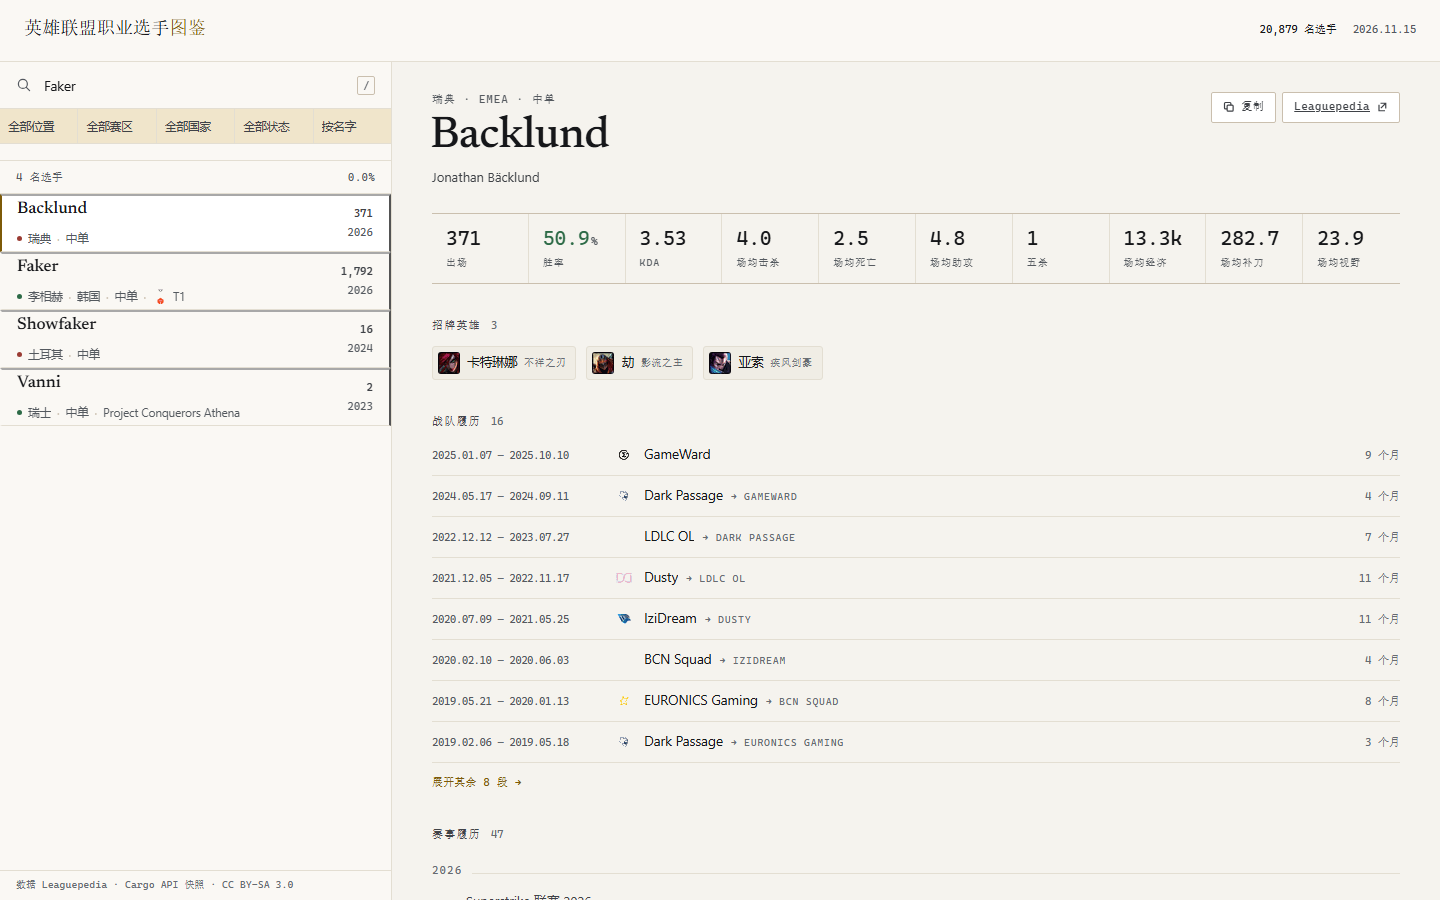 英雄联盟职业选手图鉴
20,879 名选手 2026.11.15
Faker /
全部位置 全部赛区 全部国家 全部状态 按名字
4 名选手 0.0%
Backlund 371
瑞典 · 中单 2026
Faker 1,792
李相赫 · 韩国 · 中单 · T1 2026
Showfaker 16
土耳其 · 中单 2024
Vanni 2
瑞士 · 中单 · Project Conquerors Athena 2023
数据 Leaguepedia · Cargo API 快照 · CC BY-SA 3.0
瑞典 · EMEA · 中单
Backlund
复制 Leaguepedia
Jonathan Bäcklund
371 50.9% 3.53 4.0 2.5 4.8 1 13.3k 282.7 23.9
出场 胜率 KDA 场均击杀 场均死亡 场均助攻 五杀 场均经济 场均补刀 场均视野
招牌英雄 3
卡特琳娜 不祥之刃 劫 影流之主 亚索 疾风剑豪
战队履历 16
2025.01.07 — 2025.10.10 GameWard 9 个月
2024.05.17 — 2024.09.11 Dark Passage → GAMEWARD 4 个月
2022.12.12 — 2023.07.27 LDLC OL → DARK PASSAGE 7 个月
2021.12.05 — 2022.11.17 Dusty → LDLC OL 11 个月
2020.07.09 — 2021.05.25 IziDream → DUSTY 11 个月
2020.02.10 — 2020.06.03 BCN Squad → IZIDREAM 4 个月
2019.05.21 — 2020.01.13 EURONICS Gaming → BCN SQUAD 8 个月
2019.02.06 — 2019.05.18 Dark Passage → EURONICS GAMING 3 个月
展开其余 8 段 →
赛事履历 47
2026
Superstrike 联赛 2026